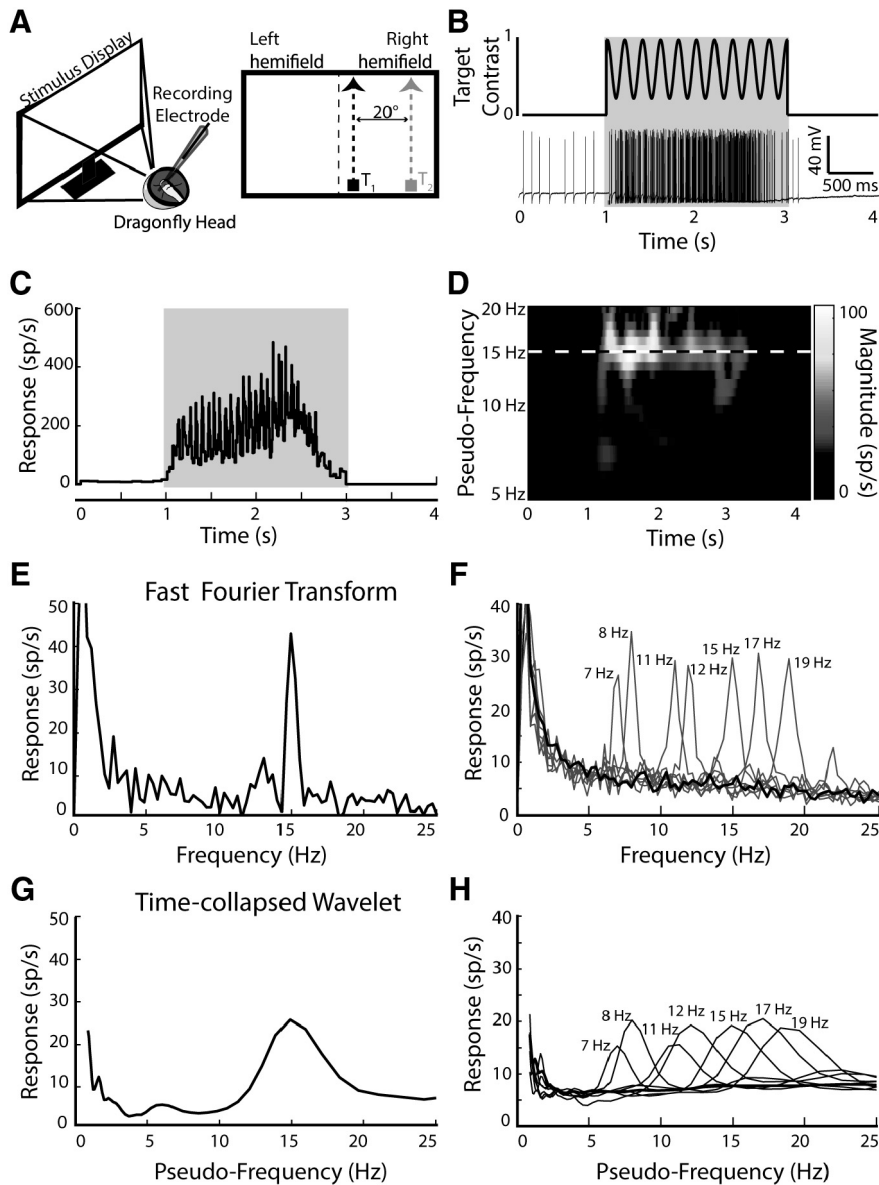 A
Stimulus Display
Recording
Electrode
Dragonfly Head
Left
hemifield
Right
hemifield
20°
T1
T2
B
Target
Contrast
1
0
40 mV
500 ms
0 1 2 3 4
Time (s)
C
Response (sp/s)
600
400
200
0
0 1 2 3 4
Time (s)
D
Pseudo-Frequency
20 Hz
15 Hz
10 Hz
5 Hz
0 1 2 3 4
Time (s)
100
0
Magnitude (sp/s)
E
Fast Fourier Transform
Response (sp/s)
50
40
30
20
10
0
0 5 10 15 20 25
Frequency (Hz)
F
Response (sp/s)
40
30
20
10
0
7 Hz
8 Hz
11 Hz
12 Hz
15 Hz
17 Hz
19 Hz
0 5 10 15 20 25
Frequency (Hz)
G
Time-collapsed Wavelet
Response (sp/s)
50
40
30
20
10
0
0 5 10 15 20 25
Pseudo-Frequency (Hz)
H
Response (sp/s)
40
30
20
10
0
7 Hz
8 Hz
11 Hz
12 Hz
15 Hz
17 Hz
19 Hz
0 5 10 15 20 25
Pseudo-Frequency (Hz)